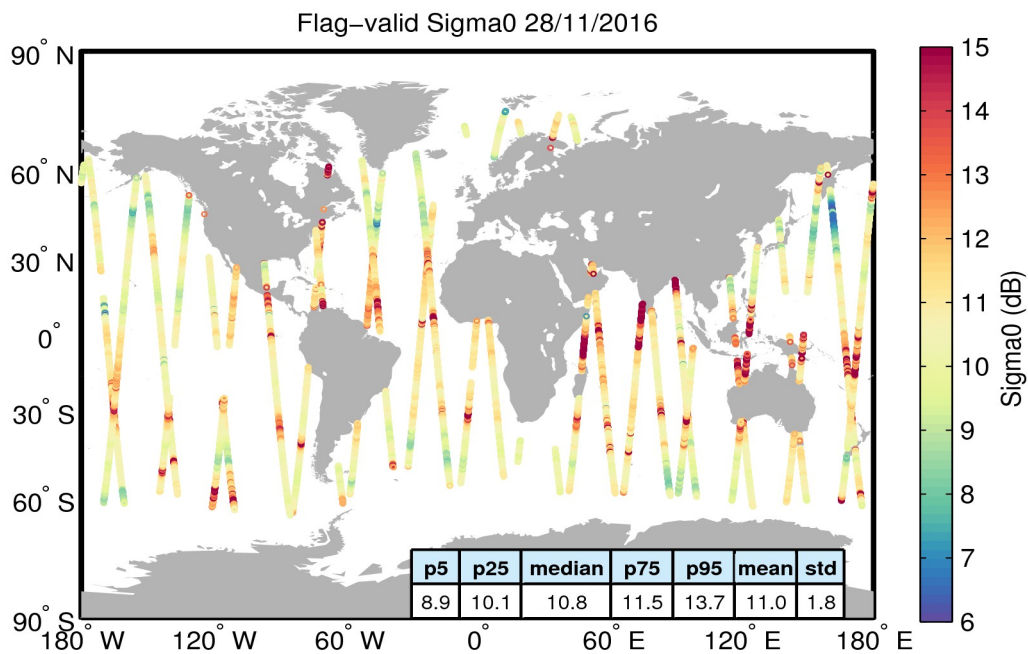 Flag−valid Sigma0 28/11/2016
90° N
60° N
30° N
0°
30° S
60° S
90° S
180° W
120° W
60° W
0°
60° E
120° E
180° E
p5 p25 median p75 p95 mean std
8.9 10.1 10.8 11.5 13.7 11.0 1.8
15
14
13
12
11
10
9
8
7
6
Sigma0 (dB)